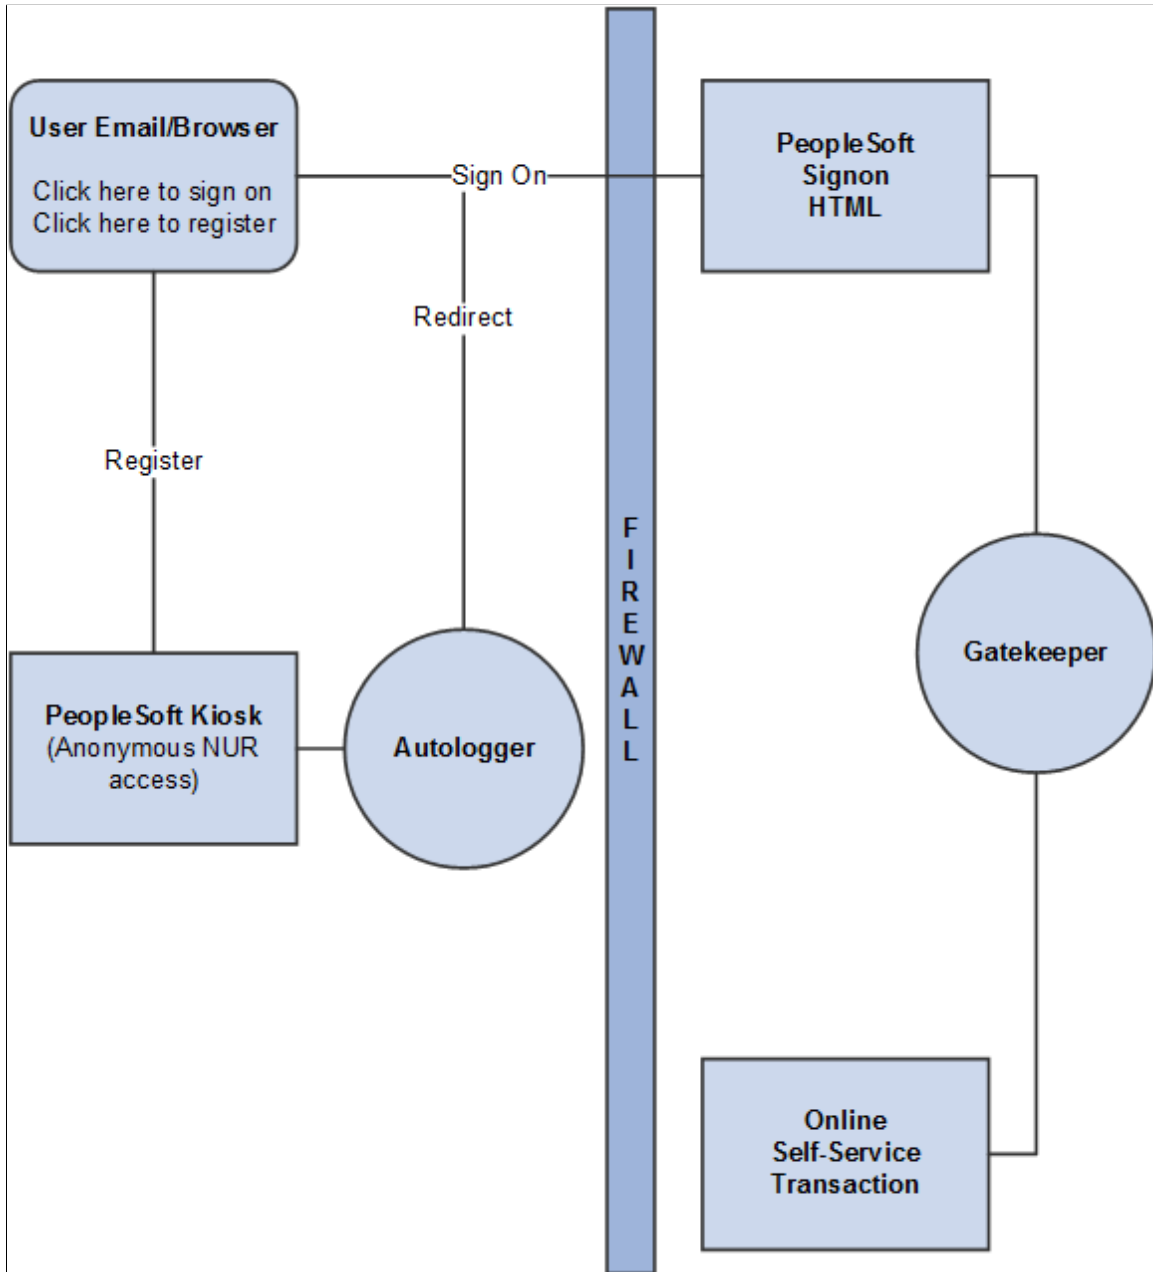 User Email/Browser
Click here to sign on
Click here to register
Sign On
PeopleSoft
Signon
HTML
Redirect
Register
F
I
R
E
W
A
L
L
Gatekeeper
PeopleSoft Kiosk
(Anonymous NUR
access)
Autologger
Online
Self-Service
Transaction